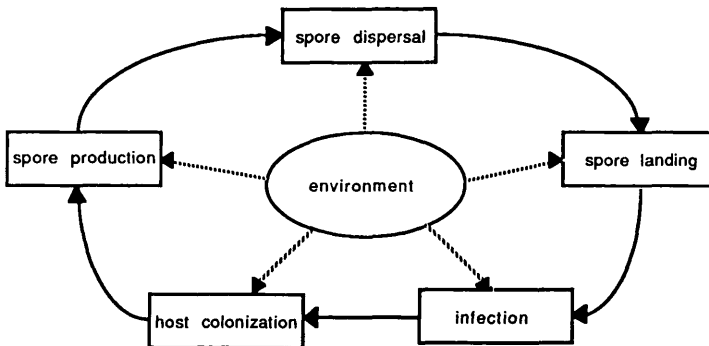 spore dispersal
spore production
environment
spore landing
host colonization
infection